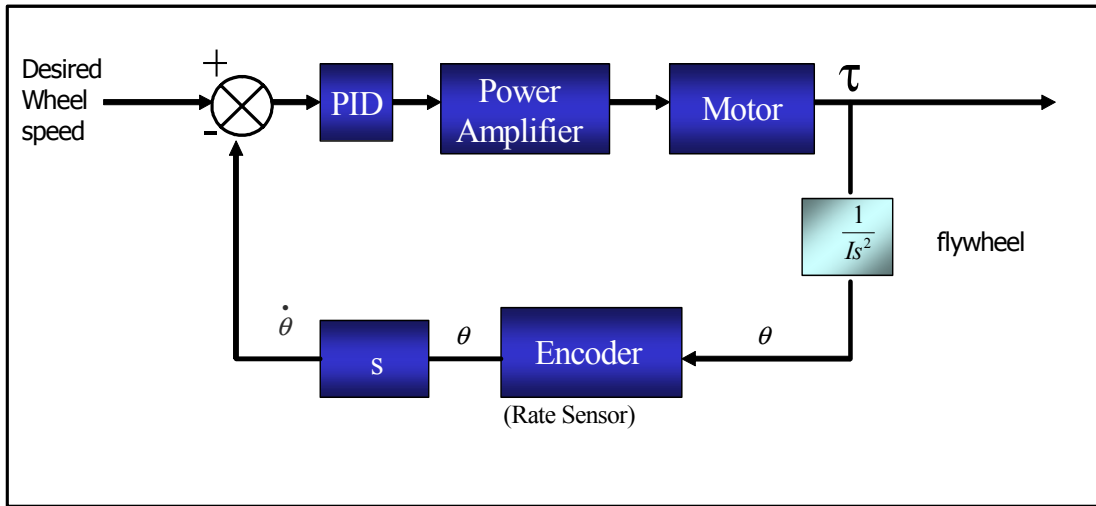 Desired
Wheel
speed
+
-
PID
Power
Amplifier
Motor
τ
1
Is²
flywheel
θ̇
s
θ
Encoder
(Rate Sensor)
θ